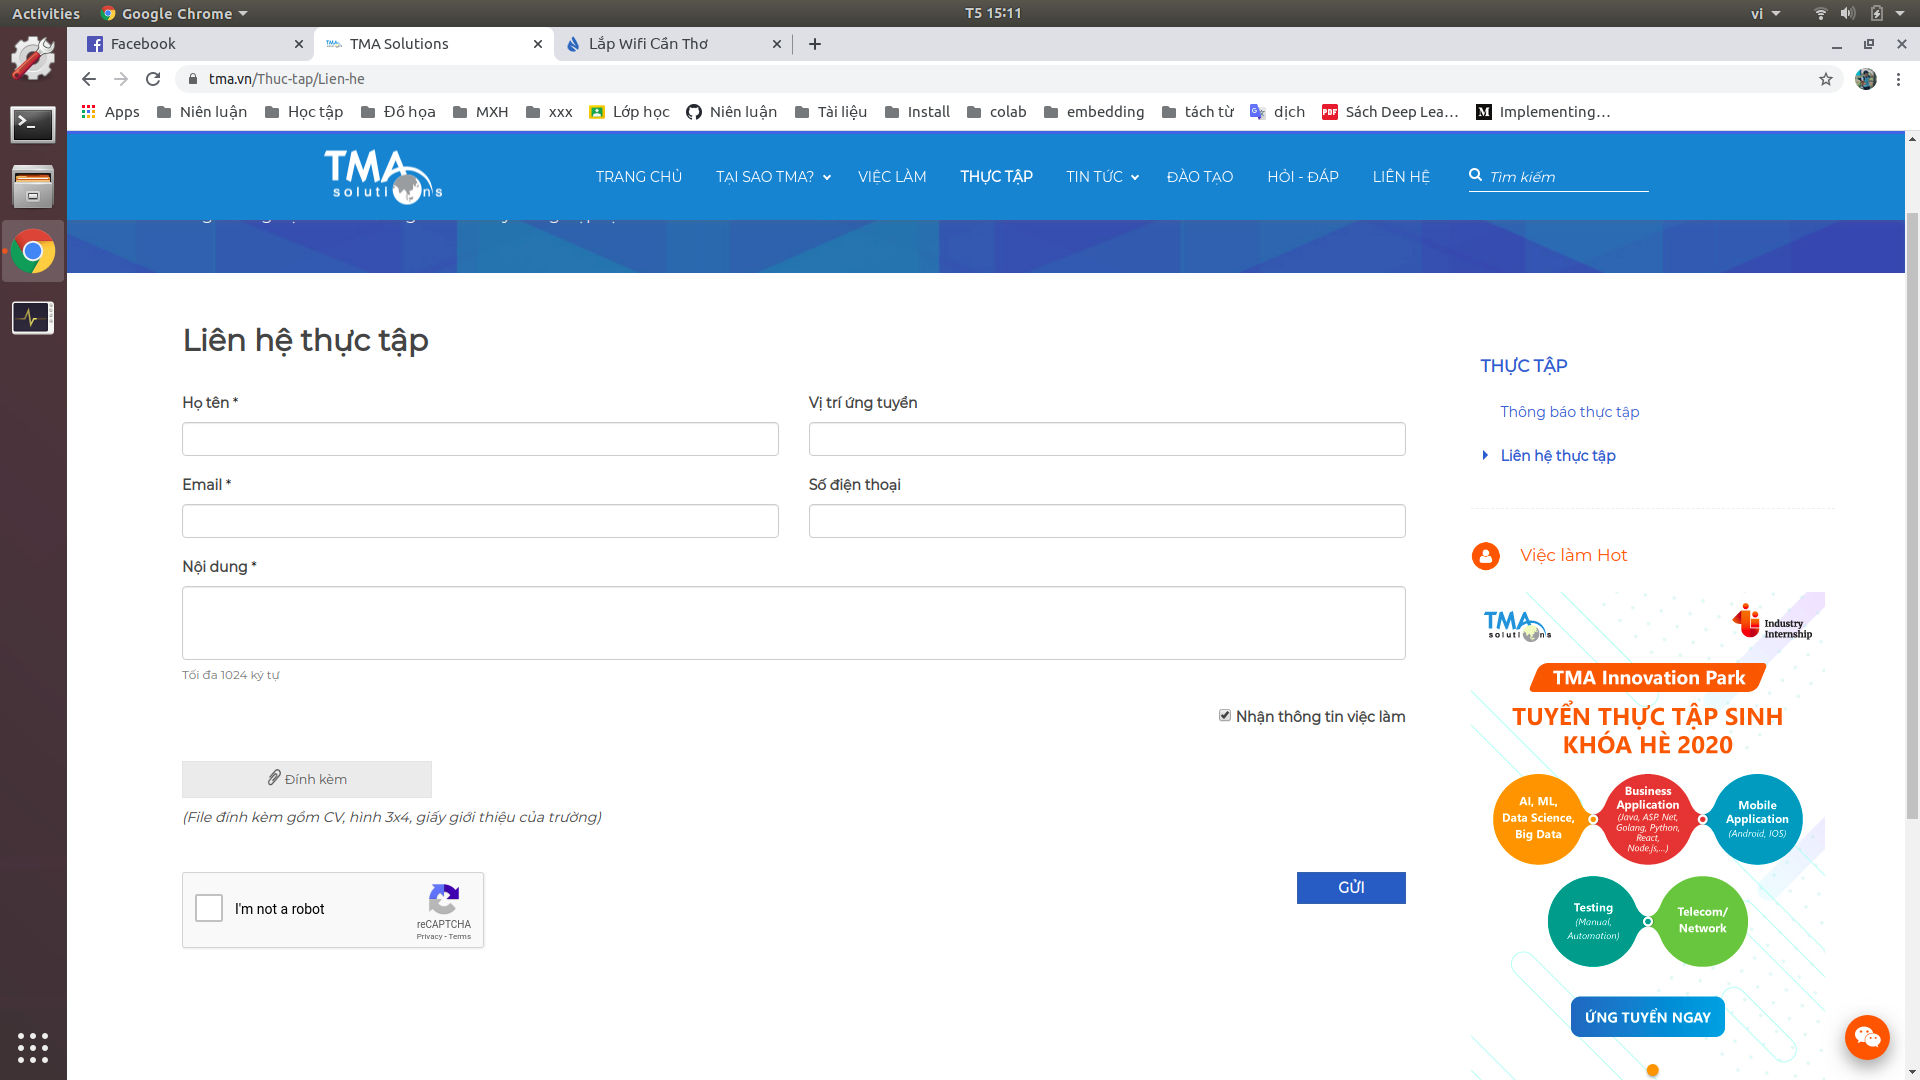 Activities
Google Chrome
T5 15:11
vi
Facebook
TMA Solutions
Lắp Wifi Cần Thơ
tma.vn/Thuc-tap/Lien-he
Apps
Niên luận
Học tập
Đồ họa
MXH
xxx
Lớp học
Niên luận
Tài liệu
Install
colab
embedding
tách từ
dịch
Sách Deep Lea…
Implementing…
TMA
solutions
TRANG CHỦ
TẠI SAO TMA?
VIỆC LÀM
THỰC TẬP
TIN TỨC
ĐÀO TẠO
HỎI - ĐÁP
LIÊN HỆ
Tìm kiếm
Liên hệ thực tập
Họ tên *
Vị trí ứng tuyển
Email *
Số điện thoại
Nội dung *
Tối đa 1024 ký tự
Nhận thông tin việc làm
Đính kèm
(File đính kèm gồm CV, hình 3x4, giấy giới thiệu của trường)
I'm not a robot
reCAPTCHA
Privacy - Terms
GỬI
THỰC TẬP
Thông báo thực tập
Liên hệ thực tập
Việc làm Hot
TMA
solutions
Industry
Internship
TMA Innovation Park
TUYỂN THỰC TẬP SINH
KHÓA HÈ 2020
AI, ML,
Data Science,
Big Data
Business
Application
(Java, ASP. Net,
Golang, Python,
React,
Node.js,...)
Mobile
Application
(Android, IOS)
Testing
(Manual,
Automation)
Telecom/
Network
ỨNG TUYỂN NGAY